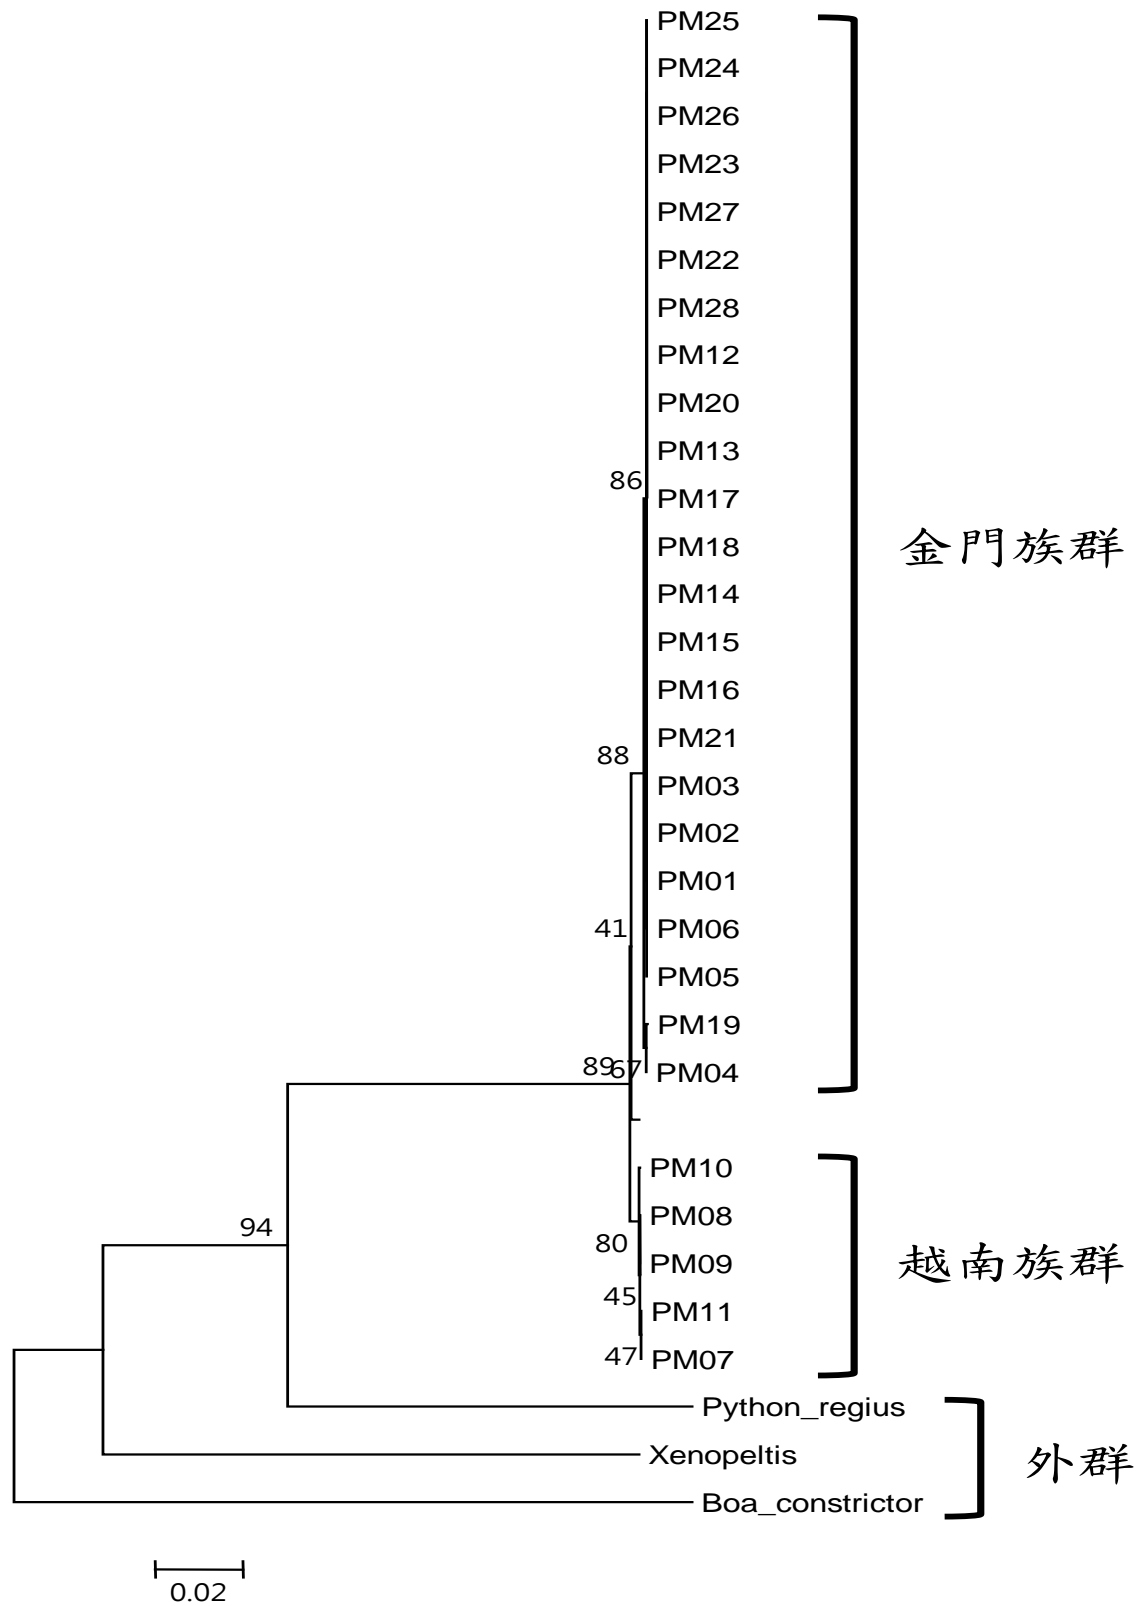 PM25
PM24
PM26
PM23
PM27
PM22
PM28
PM12
PM20
PM13
86
PM17
PM18
金門族群
PM14
PM15
PM16
PM21
88
PM03
PM02
PM01
41
PM06
PM05
PM19
89
67
PM04
PM10
PM08
94
80
PM09
越南族群
45
PM11
47
PM07
Python_regius
Xenopeltis
外群
Boa_constrictor
0.02